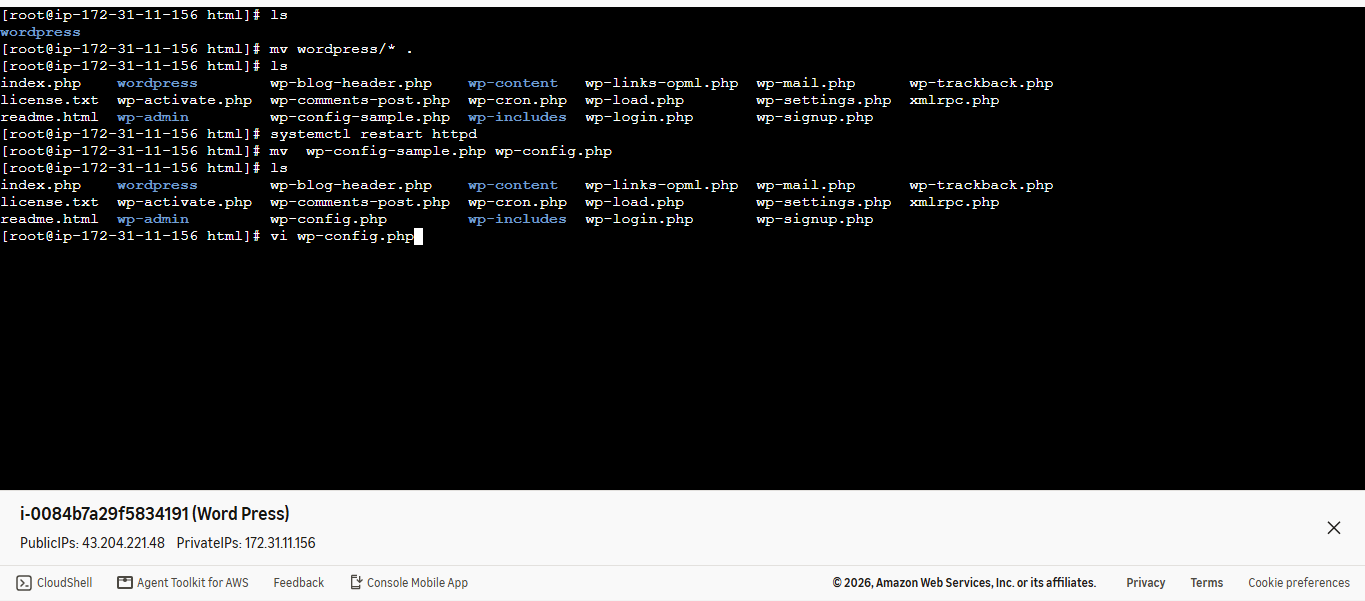 [root@ip-172-31-11-156 html]# ls
wordpress
[root@ip-172-31-11-156 html]# mv wordpress/* .
[root@ip-172-31-11-156 html]# ls
index.php    wordpress        wp-blog-header.php    wp-content   wp-links-opml.php  wp-mail.php      wp-trackback.php
license.txt  wp-activate.php  wp-comments-post.php  wp-cron.php  wp-load.php        wp-settings.php  xmlrpc.php
readme.html  wp-admin         wp-config-sample.php  wp-includes  wp-login.php       wp-signup.php
[root@ip-172-31-11-156 html]# systemctl restart httpd
[root@ip-172-31-11-156 html]# mv  wp-config-sample.php wp-config.php
[root@ip-172-31-11-156 html]# ls
index.php    wordpress        wp-blog-header.php    wp-content   wp-links-opml.php  wp-mail.php      wp-trackback.php
license.txt  wp-activate.php  wp-comments-post.php  wp-cron.php  wp-load.php        wp-settings.php  xmlrpc.php
readme.html  wp-admin         wp-config.php         wp-includes  wp-login.php       wp-signup.php
[root@ip-172-31-11-156 html]# vi wp-config.php
i-0084b7a29f5834191 (Word Press)
PublicIPs: 43.204.221.48 PrivateIPs: 172.31.11.156
CloudShell Agent Toolkit for AWS Feedback Console Mobile App © 2026, Amazon Web Services, Inc. or its affiliates. Privacy Terms Cookie preferences